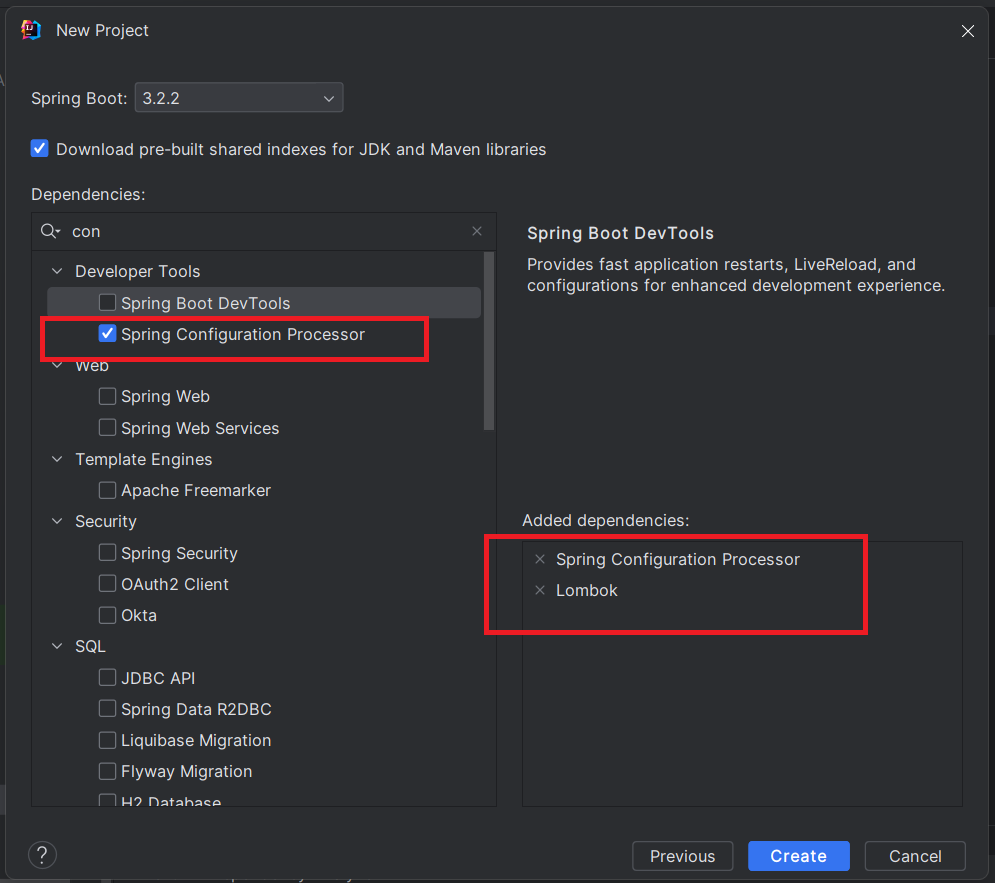 New Project
Spring Boot: 3.2.2
Download pre-built shared indexes for JDK and Maven libraries
Dependencies:
con
Developer Tools
Spring Boot DevTools
Spring Configuration Processor
Web
Spring Web
Spring Web Services
Template Engines
Apache Freemarker
Security
Spring Security
OAuth2 Client
Okta
SQL
JDBC API
Spring Data R2DBC
Liquibase Migration
Flyway Migration
H2 Database
Spring Boot DevTools
Provides fast application restarts, LiveReload, and
configurations for enhanced development experience.
Added dependencies:
Spring Configuration Processor
Lombok
?
Previous
Create
Cancel